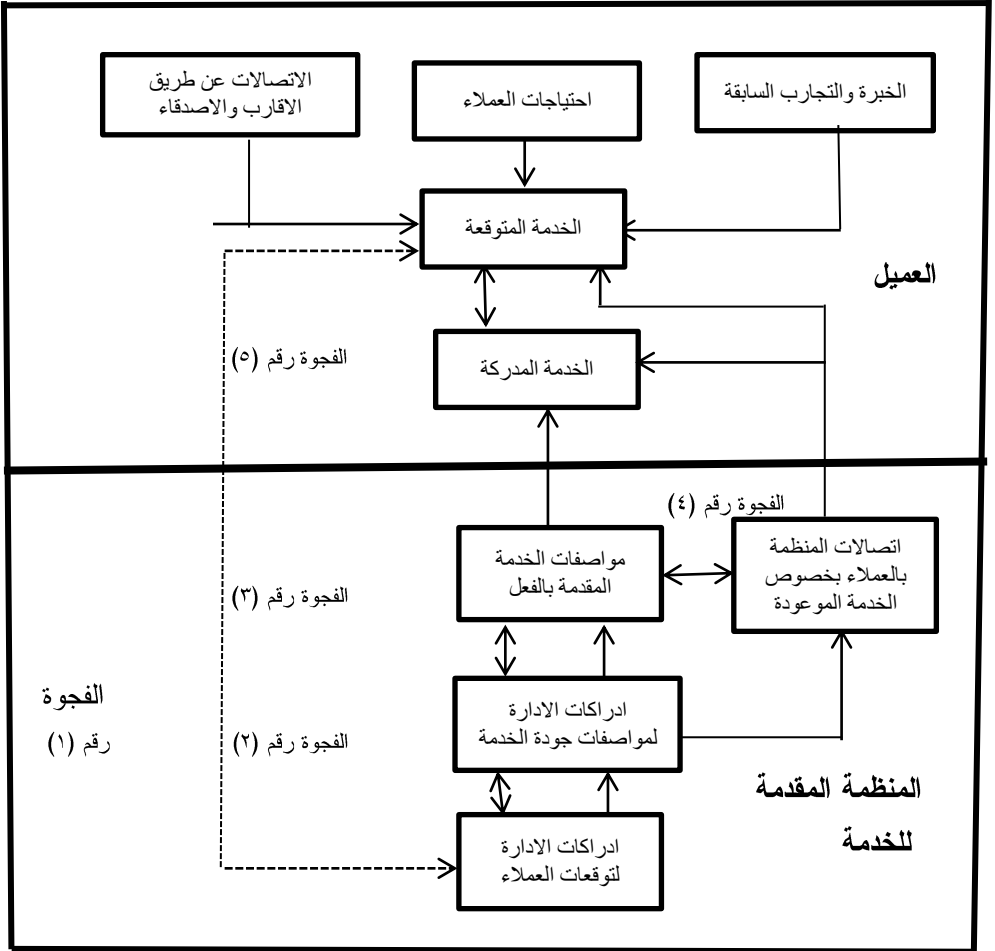 الخبرة والتجارب السابقة
احتياجات العملاء
الاتصالات عن طريق
الاقارب والاصدقاء
الخدمة المتوقعة
العميل
الخدمة المدركة
الفجوة رقم (٥)
الفجوة رقم (٤)
اتصالات المنظمة
بالعملاء بخصوص
الخدمة الموعودة
مواصفات الخدمة
المقدمة بالفعل
الفجوة رقم (٣)
ادراكات الادارة
لمواصفات جودة الخدمة
الفجوة رقم (٢)
الفجوة
رقم (١)
المنظمة المقدمة
للخدمة
ادراكات الادارة
لتوقعات العملاء